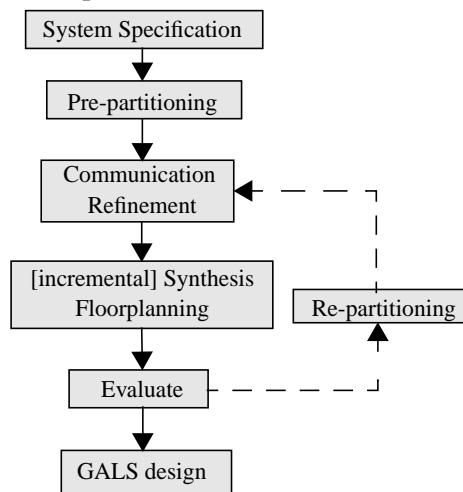 System Specification
Pre-partitioning
Communication
Refinement
[incremental] Synthesis
Floorplanning
Re-partitioning
Evaluate
GALS design